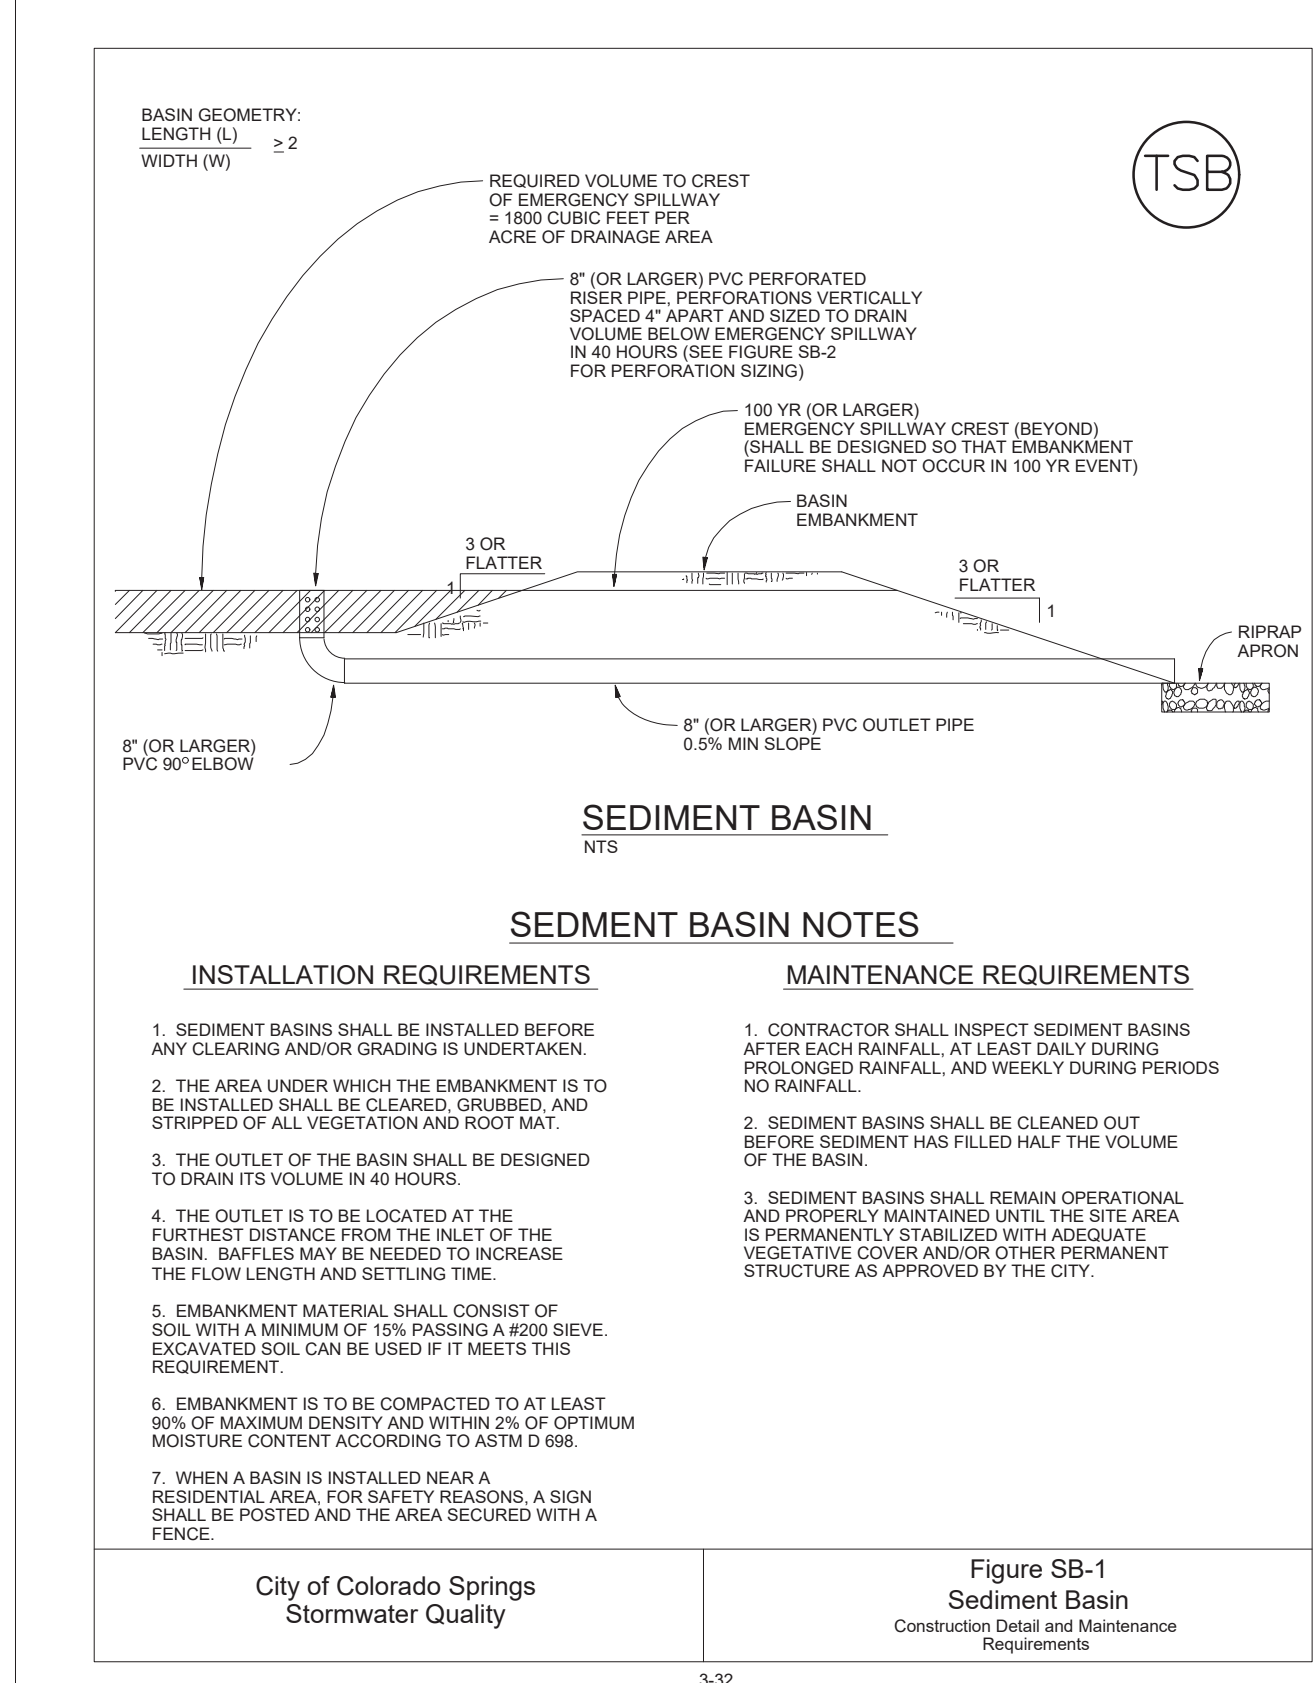 BASIN GEOMETRY:
LENGTH (L)
≥ 2
WIDTH (W)
TSB
REQUIRED VOLUME TO CREST
OF EMERGENCY SPILLWAY
= 1800 CUBIC FEET PER
ACRE OF DRAINAGE AREA
8" (OR LARGER) PVC PERFORATED
RISER PIPE, PERFORATIONS VERTICALLY
SPACED 4" APART AND SIZED TO DRAIN
VOLUME BELOW EMERGENCY SPILLWAY
IN 40 HOURS (SEE FIGURE SB-2
FOR PERFORATION SIZING)
100 YR (OR LARGER)
EMERGENCY SPILLWAY CREST (BEYOND)
(SHALL BE DESIGNED SO THAT EMBANKMENT
FAILURE SHALL NOT OCCUR IN 100 YR EVENT)
BASIN
EMBANKMENT
3 OR
FLATTER
1
3 OR
FLATTER
1
RIPRAP
APRON
8" (OR LARGER) PVC OUTLET PIPE
0.5% MIN SLOPE
8" (OR LARGER)
PVC 90° ELBOW
SEDIMENT BASIN
NTS
SEDMENT BASIN NOTES
INSTALLATION REQUIREMENTS
1. SEDIMENT BASINS SHALL BE INSTALLED BEFORE
ANY CLEARING AND/OR GRADING IS UNDERTAKEN.
2. THE AREA UNDER WHICH THE EMBANKMENT IS TO
BE INSTALLED SHALL BE CLEARED, GRUBBED, AND
STRIPPED OF ALL VEGETATION AND ROOT MAT.
3. THE OUTLET OF THE BASIN SHALL BE DESIGNED
TO DRAIN ITS VOLUME IN 40 HOURS.
4. THE OUTLET IS TO BE LOCATED AT THE
FURTHEST DISTANCE FROM THE INLET OF THE
BASIN. BAFFLES MAY BE NEEDED TO INCREASE
THE FLOW LENGTH AND SETTLING TIME.
5. EMBANKMENT MATERIAL SHALL CONSIST OF
SOIL WITH A MINIMUM OF 15% PASSING A #200 SIEVE.
EXCAVATED SOIL CAN BE USED IF IT MEETS THIS
REQUIREMENT.
6. EMBANKMENT IS TO BE COMPACTED TO AT LEAST
90% OF MAXIMUM DENSITY AND WITHIN 2% OF OPTIMUM
MOISTURE CONTENT ACCORDING TO ASTM D 698.
7. WHEN A BASIN IS INSTALLED NEAR A
RESIDENTIAL AREA, FOR SAFETY REASONS, A SIGN
SHALL BE POSTED AND THE AREA SECURED WITH A
FENCE.
MAINTENANCE REQUIREMENTS
1. CONTRACTOR SHALL INSPECT SEDIMENT BASINS
AFTER EACH RAINFALL, AT LEAST DAILY DURING
PROLONGED RAINFALL, AND WEEKLY DURING PERIODS
NO RAINFALL.
2. SEDIMENT BASINS SHALL BE CLEANED OUT
BEFORE SEDIMENT HAS FILLED HALF THE VOLUME
OF THE BASIN.
3. SEDIMENT BASINS SHALL REMAIN OPERATIONAL
AND PROPERLY MAINTAINED UNTIL THE SITE AREA
IS PERMANENTLY STABILIZED WITH ADEQUATE
VEGETATIVE COVER AND/OR OTHER PERMANENT
STRUCTURE AS APPROVED BY THE CITY.
City of Colorado Springs
Stormwater Quality
Figure SB-1
Sediment Basin
Construction Detail and Maintenance
Requirements
3-32